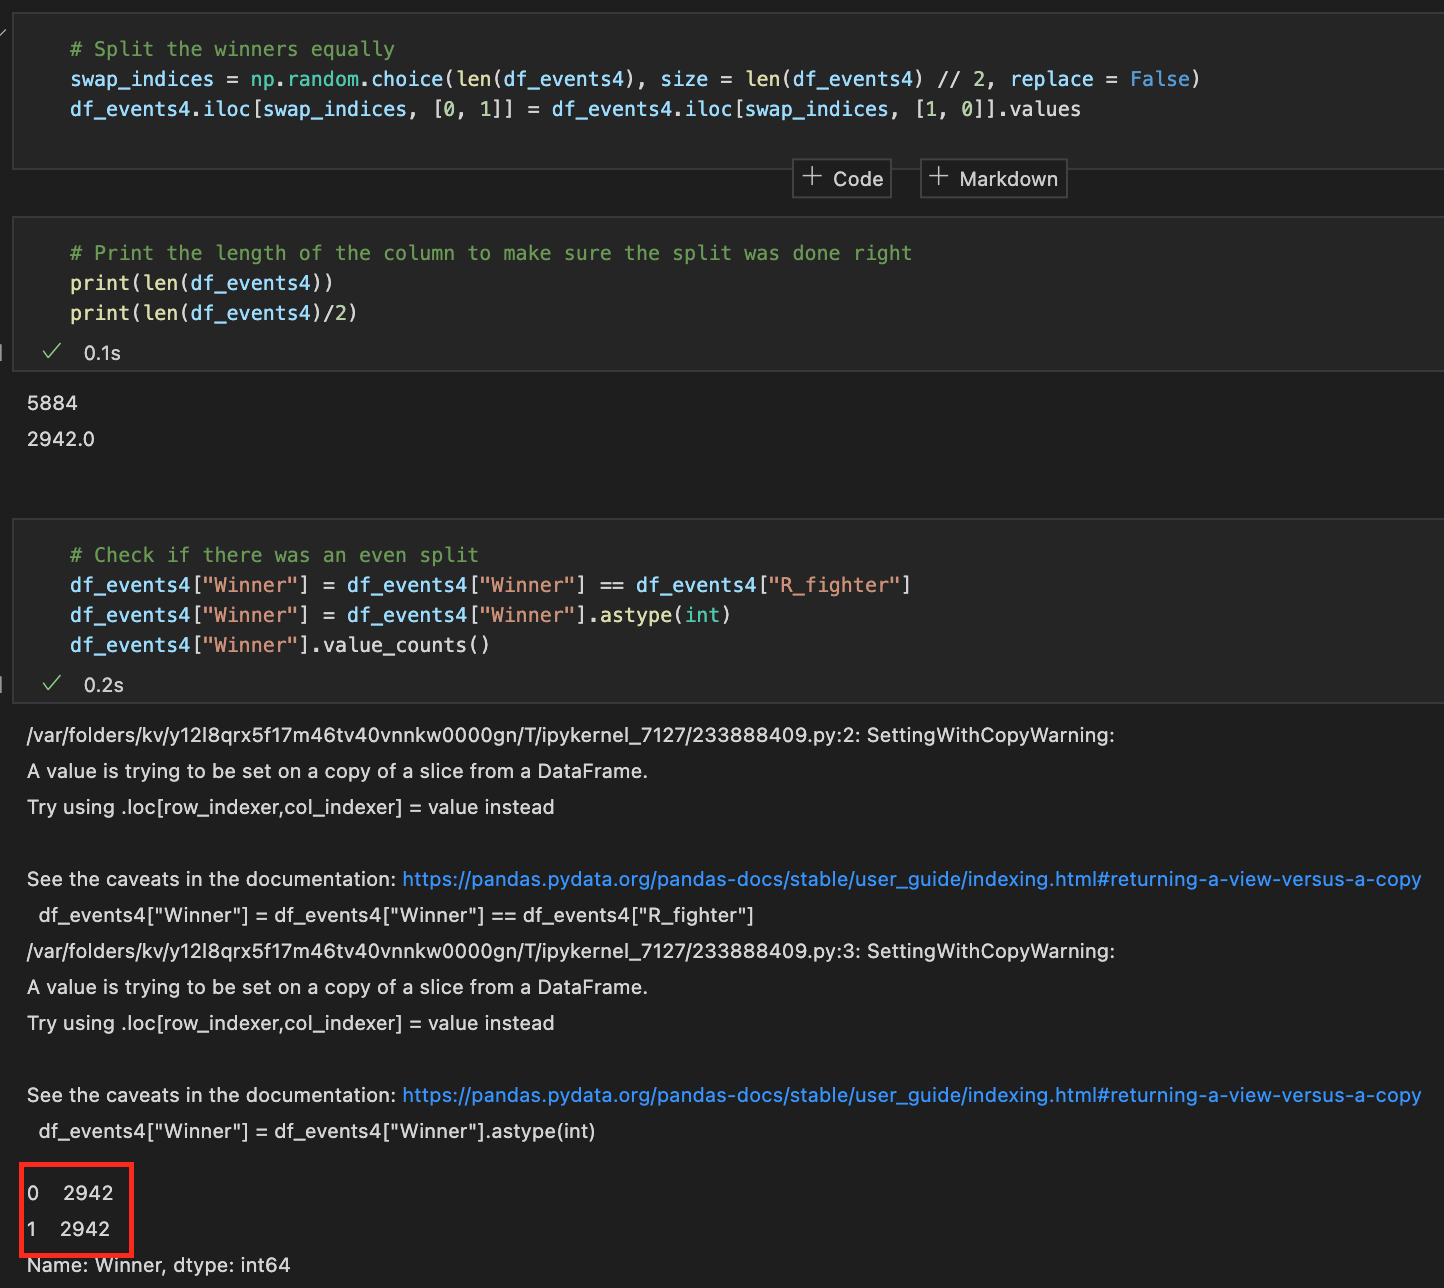 # Split the winners equally
swap_indices = np.random.choice(len(df_events4), size = len(df_events4) // 2, replace = False)
df_events4.iloc[swap_indices, [0, 1]] = df_events4.iloc[swap_indices, [1, 0]].values
+ Code + Markdown
# Print the length of the column to make sure the split was done right
print(len(df_events4))
print(len(df_events4)/2)
✓ 0.1s
5884
2942.0
# Check if there was an even split
df_events4["Winner"] = df_events4["Winner"] == df_events4["R_fighter"]
df_events4["Winner"] = df_events4["Winner"].astype(int)
df_events4["Winner"].value_counts()
✓ 0.2s
/var/folders/kv/y12l8qrx5f17m46tv40vnnkw0000gn/T/ipykernel_7127/233888409.py:2: SettingWithCopyWarning:
A value is trying to be set on a copy of a slice from a DataFrame.
Try using .loc[row_indexer,col_indexer] = value instead
See the caveats in the documentation: https://pandas.pydata.org/pandas-docs/stable/user_guide/indexing.html#returning-a-view-versus-a-copy
df_events4["Winner"] = df_events4["Winner"] == df_events4["R_fighter"]
/var/folders/kv/y12l8qrx5f17m46tv40vnnkw0000gn/T/ipykernel_7127/233888409.py:3: SettingWithCopyWarning:
A value is trying to be set on a copy of a slice from a DataFrame.
Try using .loc[row_indexer,col_indexer] = value instead
See the caveats in the documentation: https://pandas.pydata.org/pandas-docs/stable/user_guide/indexing.html#returning-a-view-versus-a-copy
df_events4["Winner"] = df_events4["Winner"].astype(int)
0 2942
1 2942
Name: Winner, dtype: int64